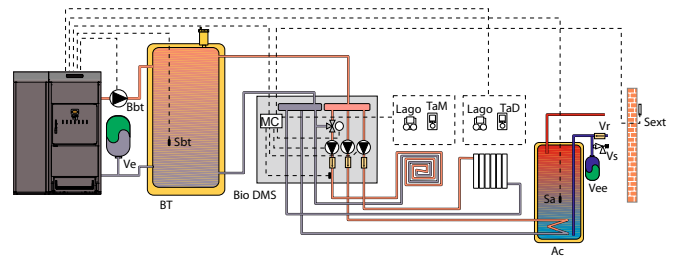 Bbt
Ve
Sbt
BT
Bio DMS
MC
Lago TaM
Lago TaD
Sa
Ac
Vr
Vs
Vee
Sext